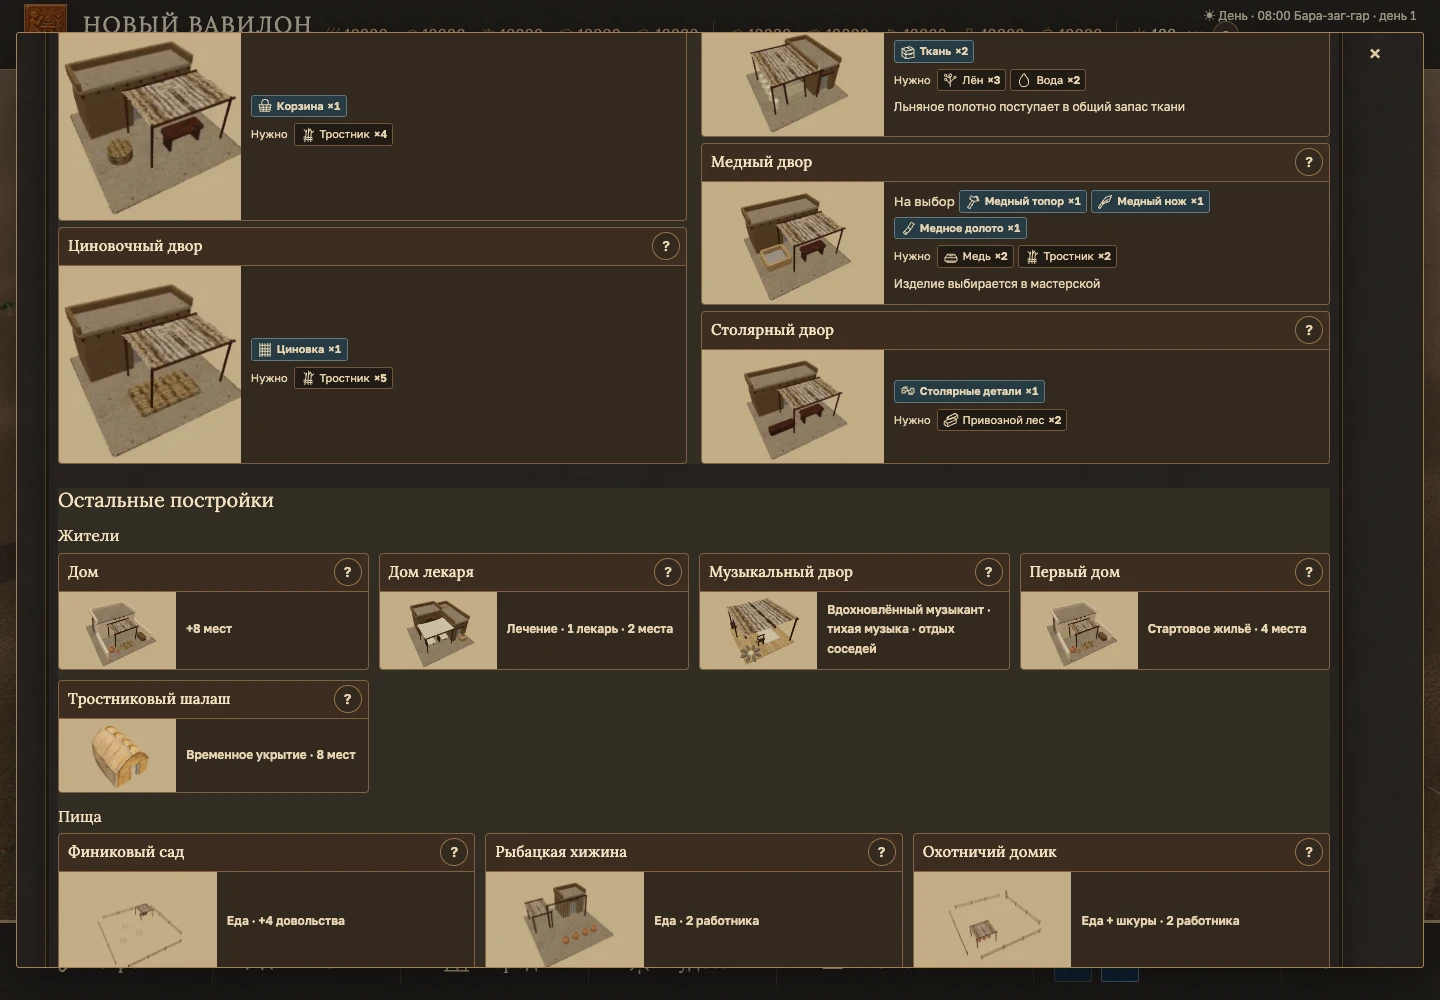 НОВЫЙ ВАВИЛОН
День · 08:00 Бара-заг-гар · день 1
×
Корзина ×1
Нужно Тростник ×4
Циновочный двор ?
Циновка ×1
Нужно Тростник ×5
Ткань ×2
Нужно Лён ×3 Вода ×2
Льняное полотно поступает в общий запас ткани
Медный двор ?
На выбор Медный топор ×1 Медный нож ×1
Медное долото ×1
Нужно Медь ×2 Тростник ×2
Изделие выбирается в мастерской
Столярный двор ?
Столярные детали ×1
Нужно Привозной лес ×2
Остальные постройки
Жители
Дом ?
+8 мест
Дом лекаря ?
Лечение · 1 лекарь · 2 места
Музыкальный двор ?
Вдохновлённый музыкант ·
тихая музыка · отдых
соседей
Первый дом ?
Стартовое жильё · 4 места
Тростниковый шалаш ?
Временное укрытие · 8 мест
Пища
Финиковый сад ?
Еда · +4 довольства
Рыбацкая хижина ?
Еда · 2 работника
Охотничий домик ?
Еда + шкуры · 2 работника